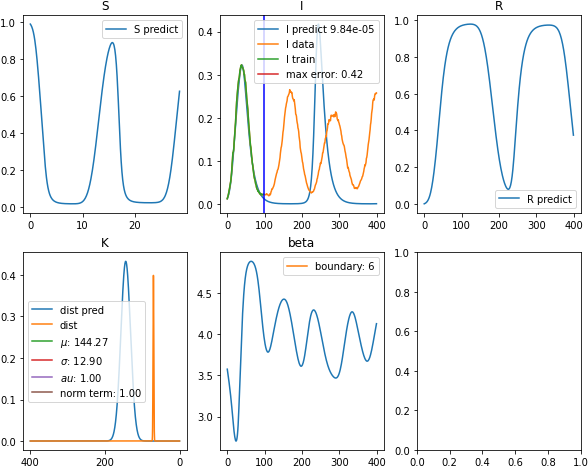 S
I
R
S predict
I predict 9.84e-05
I data
I train
max error: 0.42
R predict
1.0
0.8
0.6
0.4
0.2
0.0
0 10 20
0.4
0.3
0.2
0.1
0.0
0 100 200 300 400
1.0
0.8
0.6
0.4
0.2
0.0
0 100 200 300 400
K
beta
dist pred
dist
μ: 144.27
σ: 12.90
au: 1.00
norm term: 1.00
boundary: 6
0.4
0.3
0.2
0.1
0.0
400 200 0
4.5
4.0
3.5
3.0
0 100 200 300 400
1.0
0.8
0.6
0.4
0.2
0.0
0.0 0.2 0.4 0.6 0.8 1.0